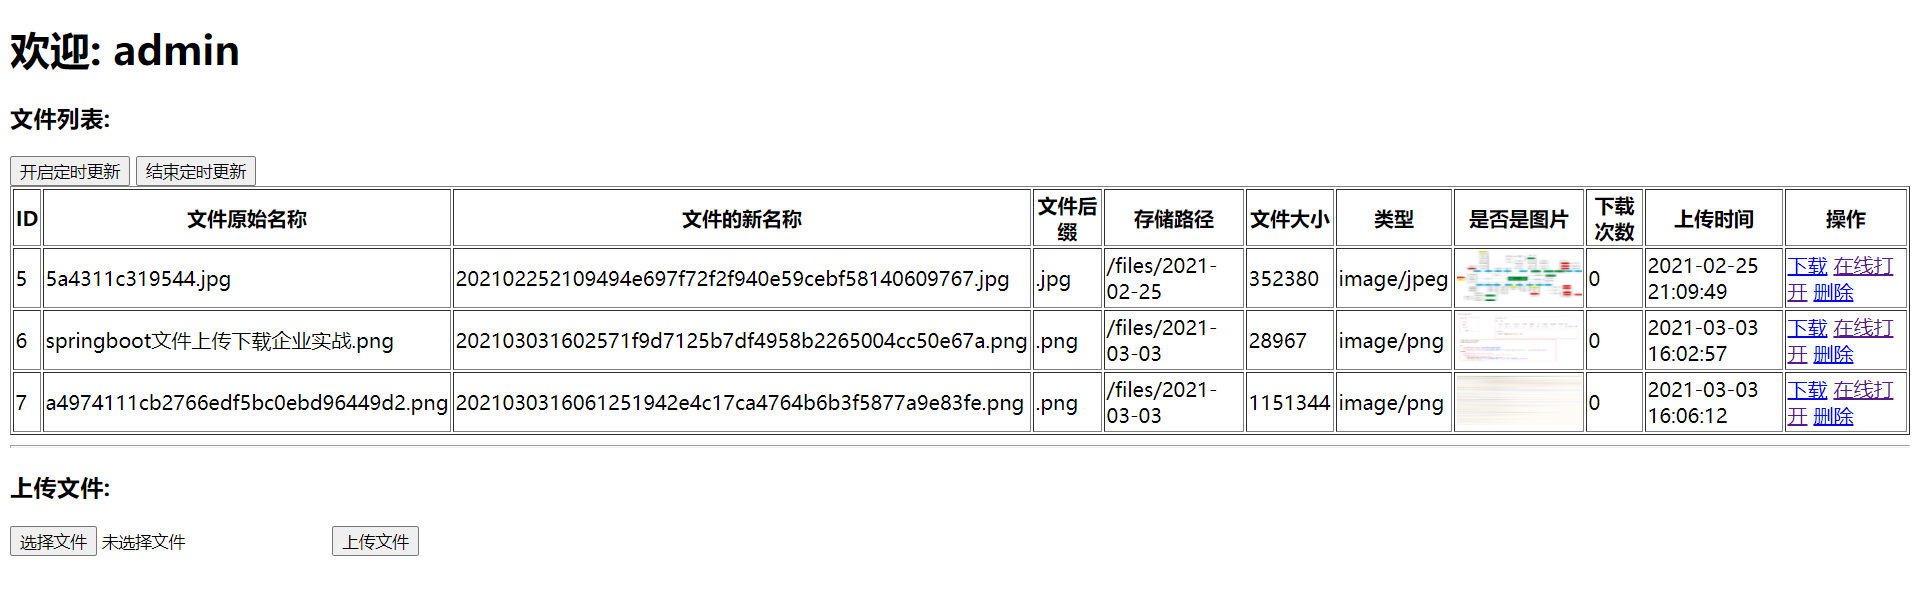 欢迎: admin
文件列表:
开启定时更新 结束定时更新
ID 文件原始名称 文件的新名称 文件后缀 存储路径 文件大小 类型 是否是图片 下载次数 上传时间 操作
5 5a4311c319544.jpg 202102252109494e697f72f2f940e59cebf58140609767.jpg .jpg /files/2021-02-25 352380 image/jpeg 0 2021-02-25 21:09:49 下载 在线打开 删除
6 springboot文件上传下载企业实战.png 202103031602571f9d7125b7df4958b2265004cc50e67a.png .png /files/2021-03-03 28967 image/png 0 2021-03-03 16:02:57 下载 在线打开 删除
7 a4974111cb2766edf5bc0ebd96449d2.png 2021030316061251942e4c17ca4764b6b3f5877a9e83fe.png .png /files/2021-03-03 1151344 image/png 0 2021-03-03 16:06:12 下载 在线打开 删除
上传文件:
选择文件 未选择文件 上传文件